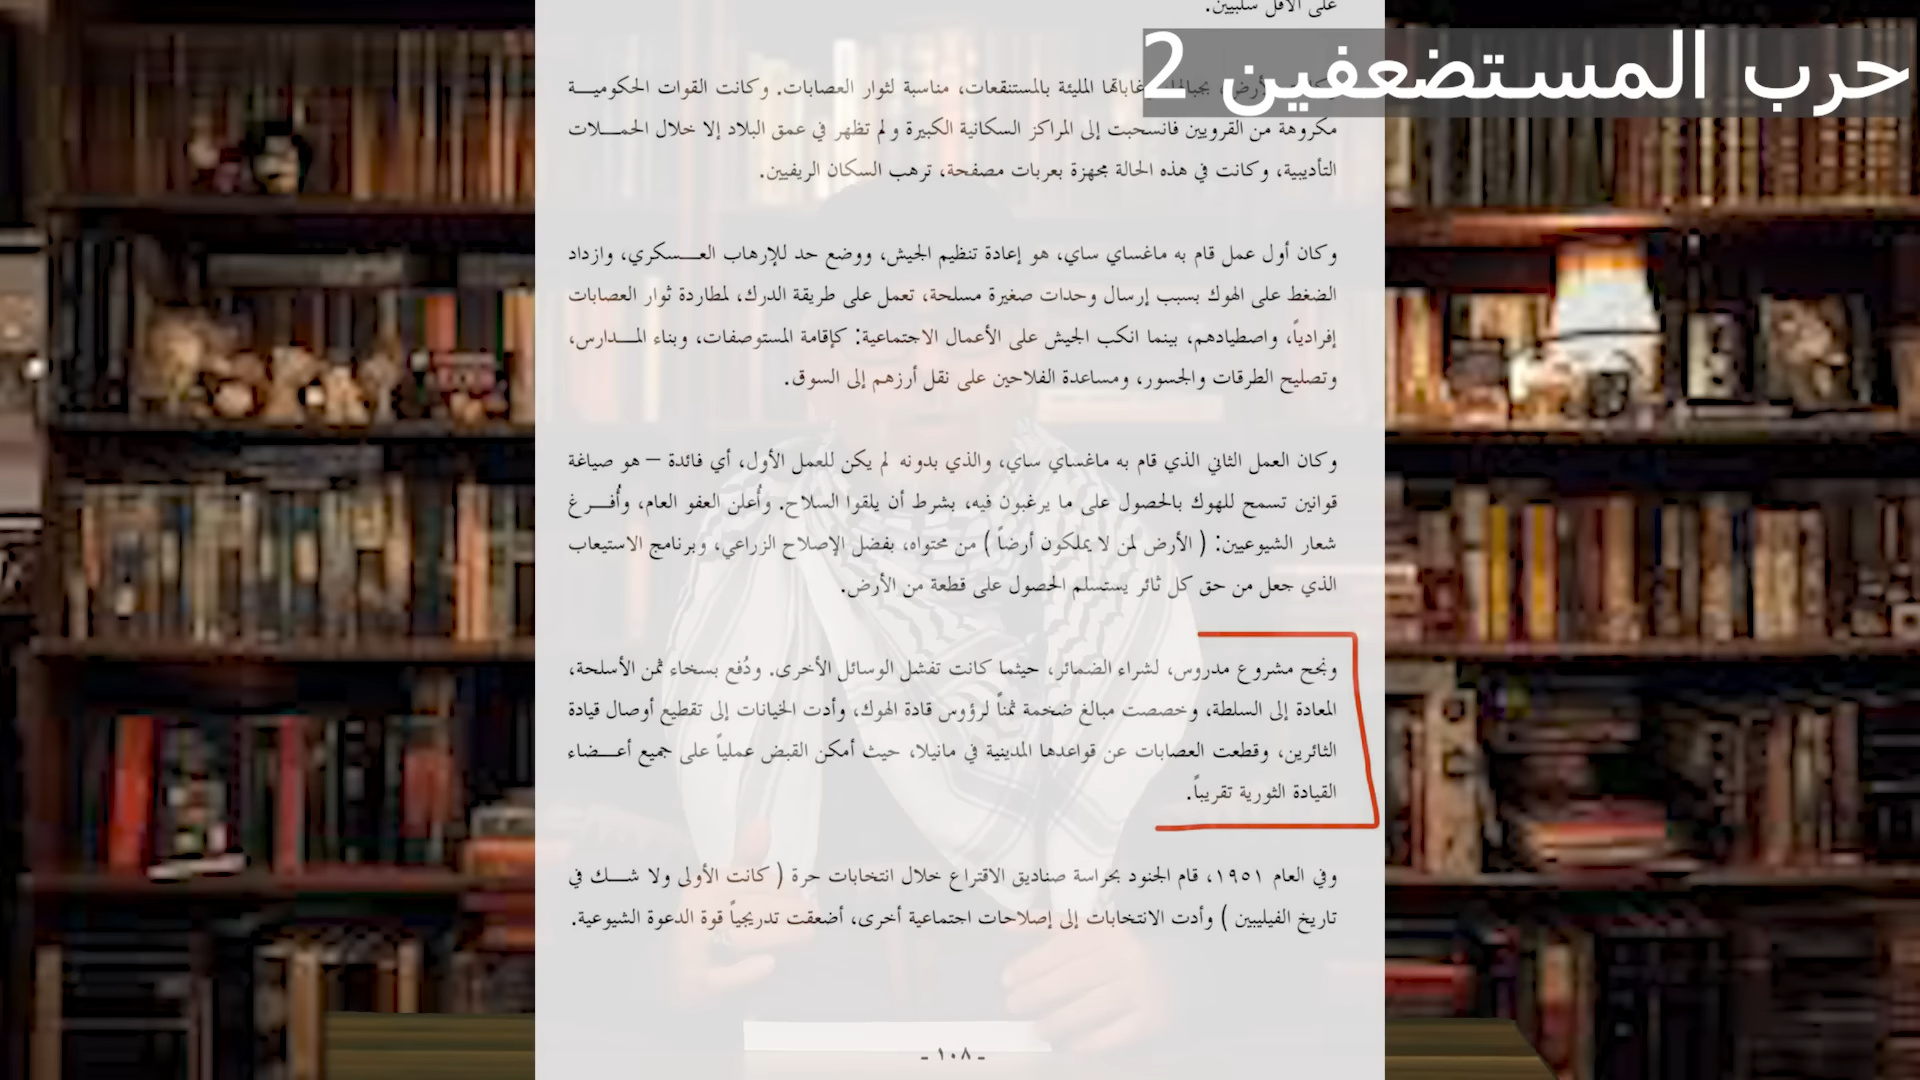 على الأقل سلبيين.
حرب المستضعفين 2
المليئة بالمستنقعات، مناسبة لثوار العصابات. وكانت القوات الحكوميـــة
مكروهة من القرويين فانسحبت إلى المراكز السكانية الكبيرة ولم تظهر في عمق البلاد إلا خلال الحمـــلات
التأديبية، وكانت في هذه الحالة مجهزة بعربات مصفحة، ترهب السكان الريفيين.
وكان أول عمل قام به ماغساي ساي، هو إعادة تنظيم الجيش، ووضع حد للإرهاب العـــسكري، وازداد
الضغط على الهوك بسبب إرسال وحدات صغيرة مسلحة، تعمل على طريقة الدرك، لمطاردة ثوار العصابات
إفرادياً، واصطيادهم، بينما انكب الجيش على الأعمال الاجتماعية: كإقامة المستوصفات، وبناء المـــدارس،
وتصليح الطرقات والجسور، ومساعدة الفلاحين على نقل أرزهم إلى السوق.
وكان العمل الثاني الذي قام به ماغساي ساي، والذي بدونه لم يكن للعمل الأول، أي فائدة – هو صياغة
قوانين تسمح للهوك بالحصول على ما يرغبون فيه، بشرط أن يلقوا السلاح. وأُعلن العفو العام، وأُفـــرغ
شعار الشيوعيين: ( الأرض لمن لا يملكون أرضاً ) من محتواه، بفضل الإصلاح الزراعي، وبرنامج الاستيعاب
الذي جعل من حق كل ثائر يستسلم الحصول على قطعة من الأرض.
ونجح مشروع مدروس، لشراء الضمائر، حيثما كانت تفشل الوسائل الأخرى. ودُفع بسخاء ثمن الأسلحة،
المعادة إلى السلطة، وخصصت مبالغ ضخمة ثمناً لرؤوس قادة الهوك، وأدت الخيانات إلى تقطيع أوصال قيادة
الثائرين، وقطعت العصابات عن قواعدها المدينية في مانيلا، حيث أمكن القبض عملياً على جميع أعـــضاء
القيادة الثورية تقريباً.
وفي العام ١٩٥١، قام الجنود بحراسة صناديق الاقتراع خلال انتخابات حرة ( كانت الأولى ولا شـــك في
تاريخ الفيليبين ) وأدت الانتخابات إلى إصلاحات اجتماعية أخرى، أضعفت تدريجياً قوة الدعوة الشيوعية.
- ١٠٨ -